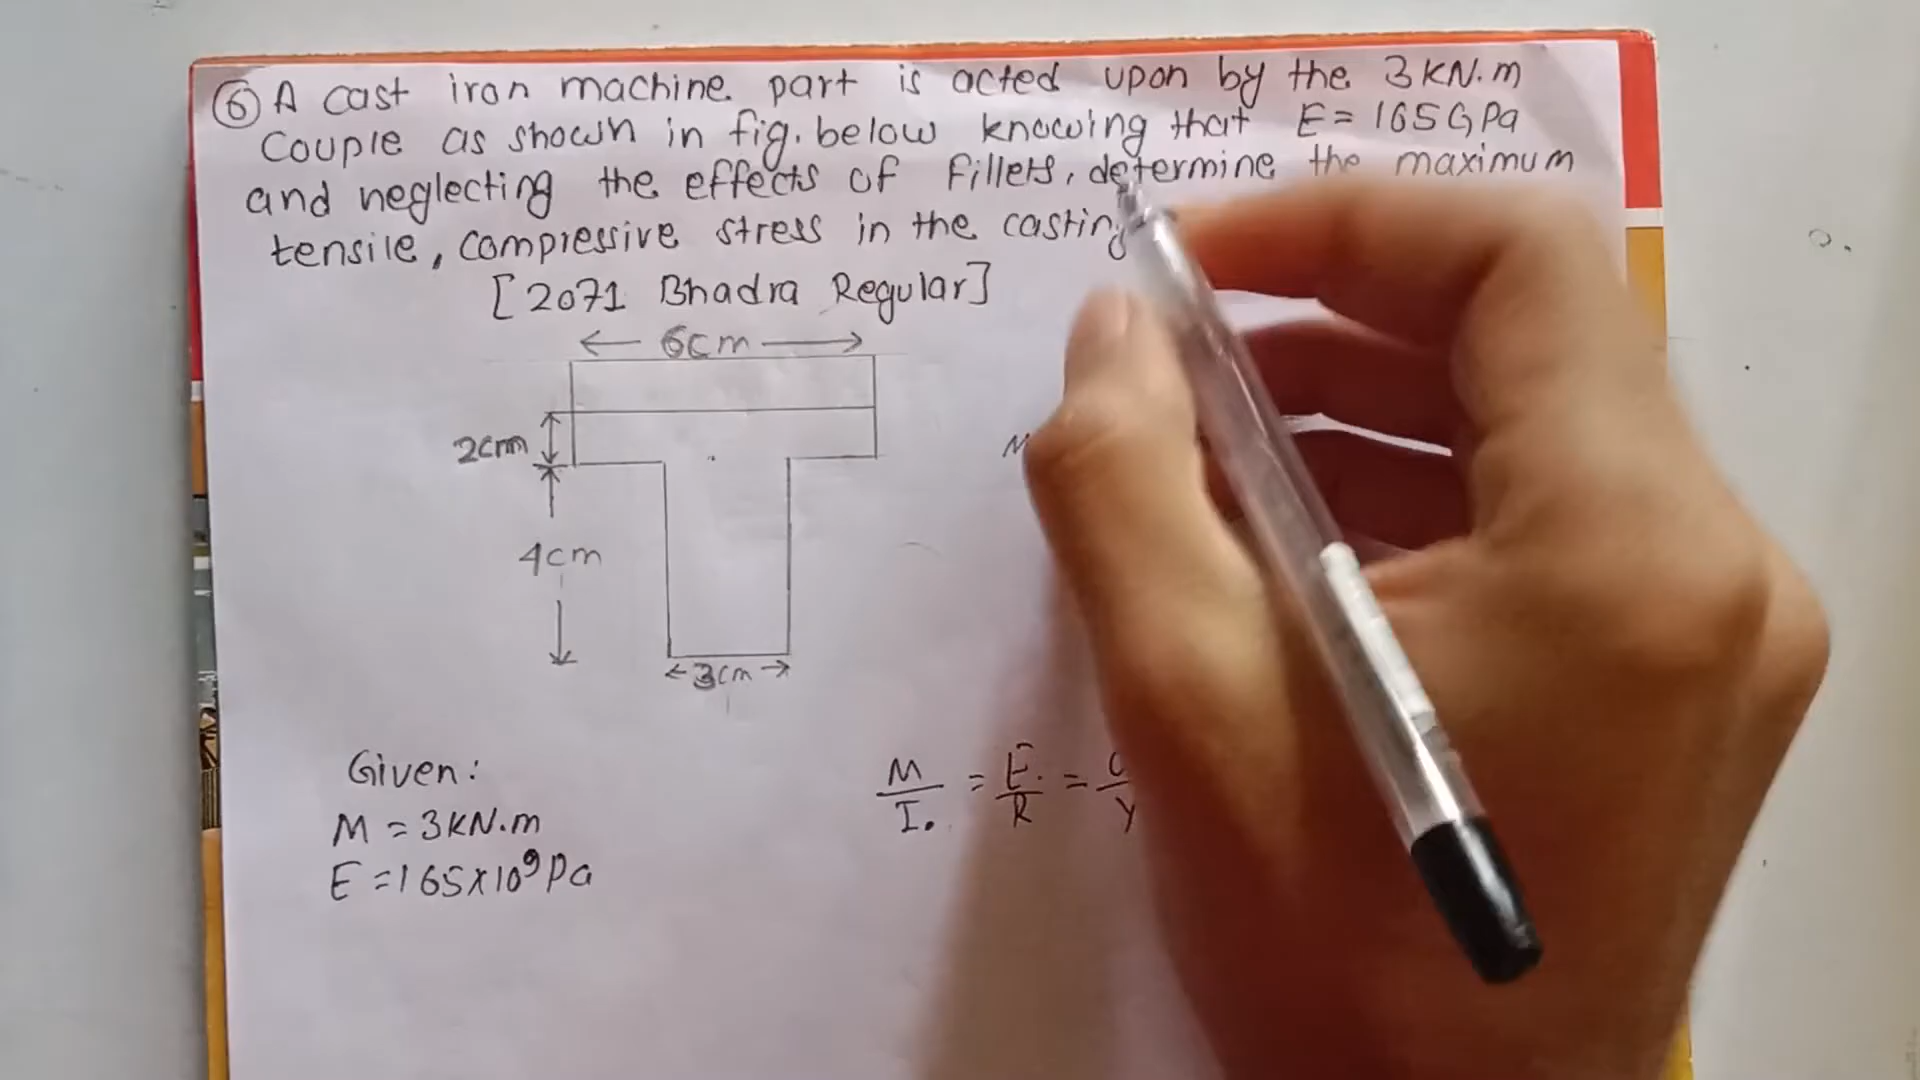 ⑥ A cast iron machine part is acted upon by the 3KN.m
Couple as shown in fig. below knowing that E = 165GPa
and neglecting the effects of fillets, determine the maximum
tensile, compressive stress in the casting
[2071 Bhadra Regular]
6cm
2cm
M
4cm
3cm
Given:
M = 3KN.m
E = 165×10⁹Pa
M/I = E/R = /Y